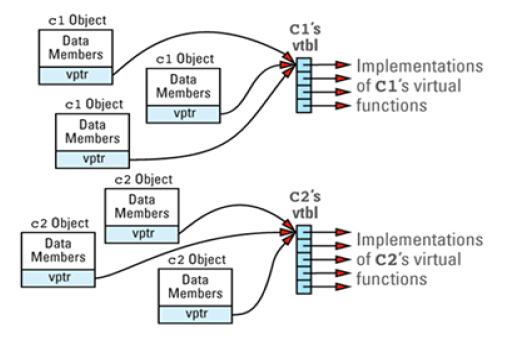 c1 Object
Data
Members
vptr
c1 Object
Data
Members
vptr
c1 Object
Data
Members
vptr
C1's
vtbl
Implementations
of C1's virtual
functions
c2 Object
Data
Members
vptr
c2 Object
Data
Members
vptr
c2 Object
Data
Members
vptr
C2's
vtbl
Implementations
of C2's virtual
functions